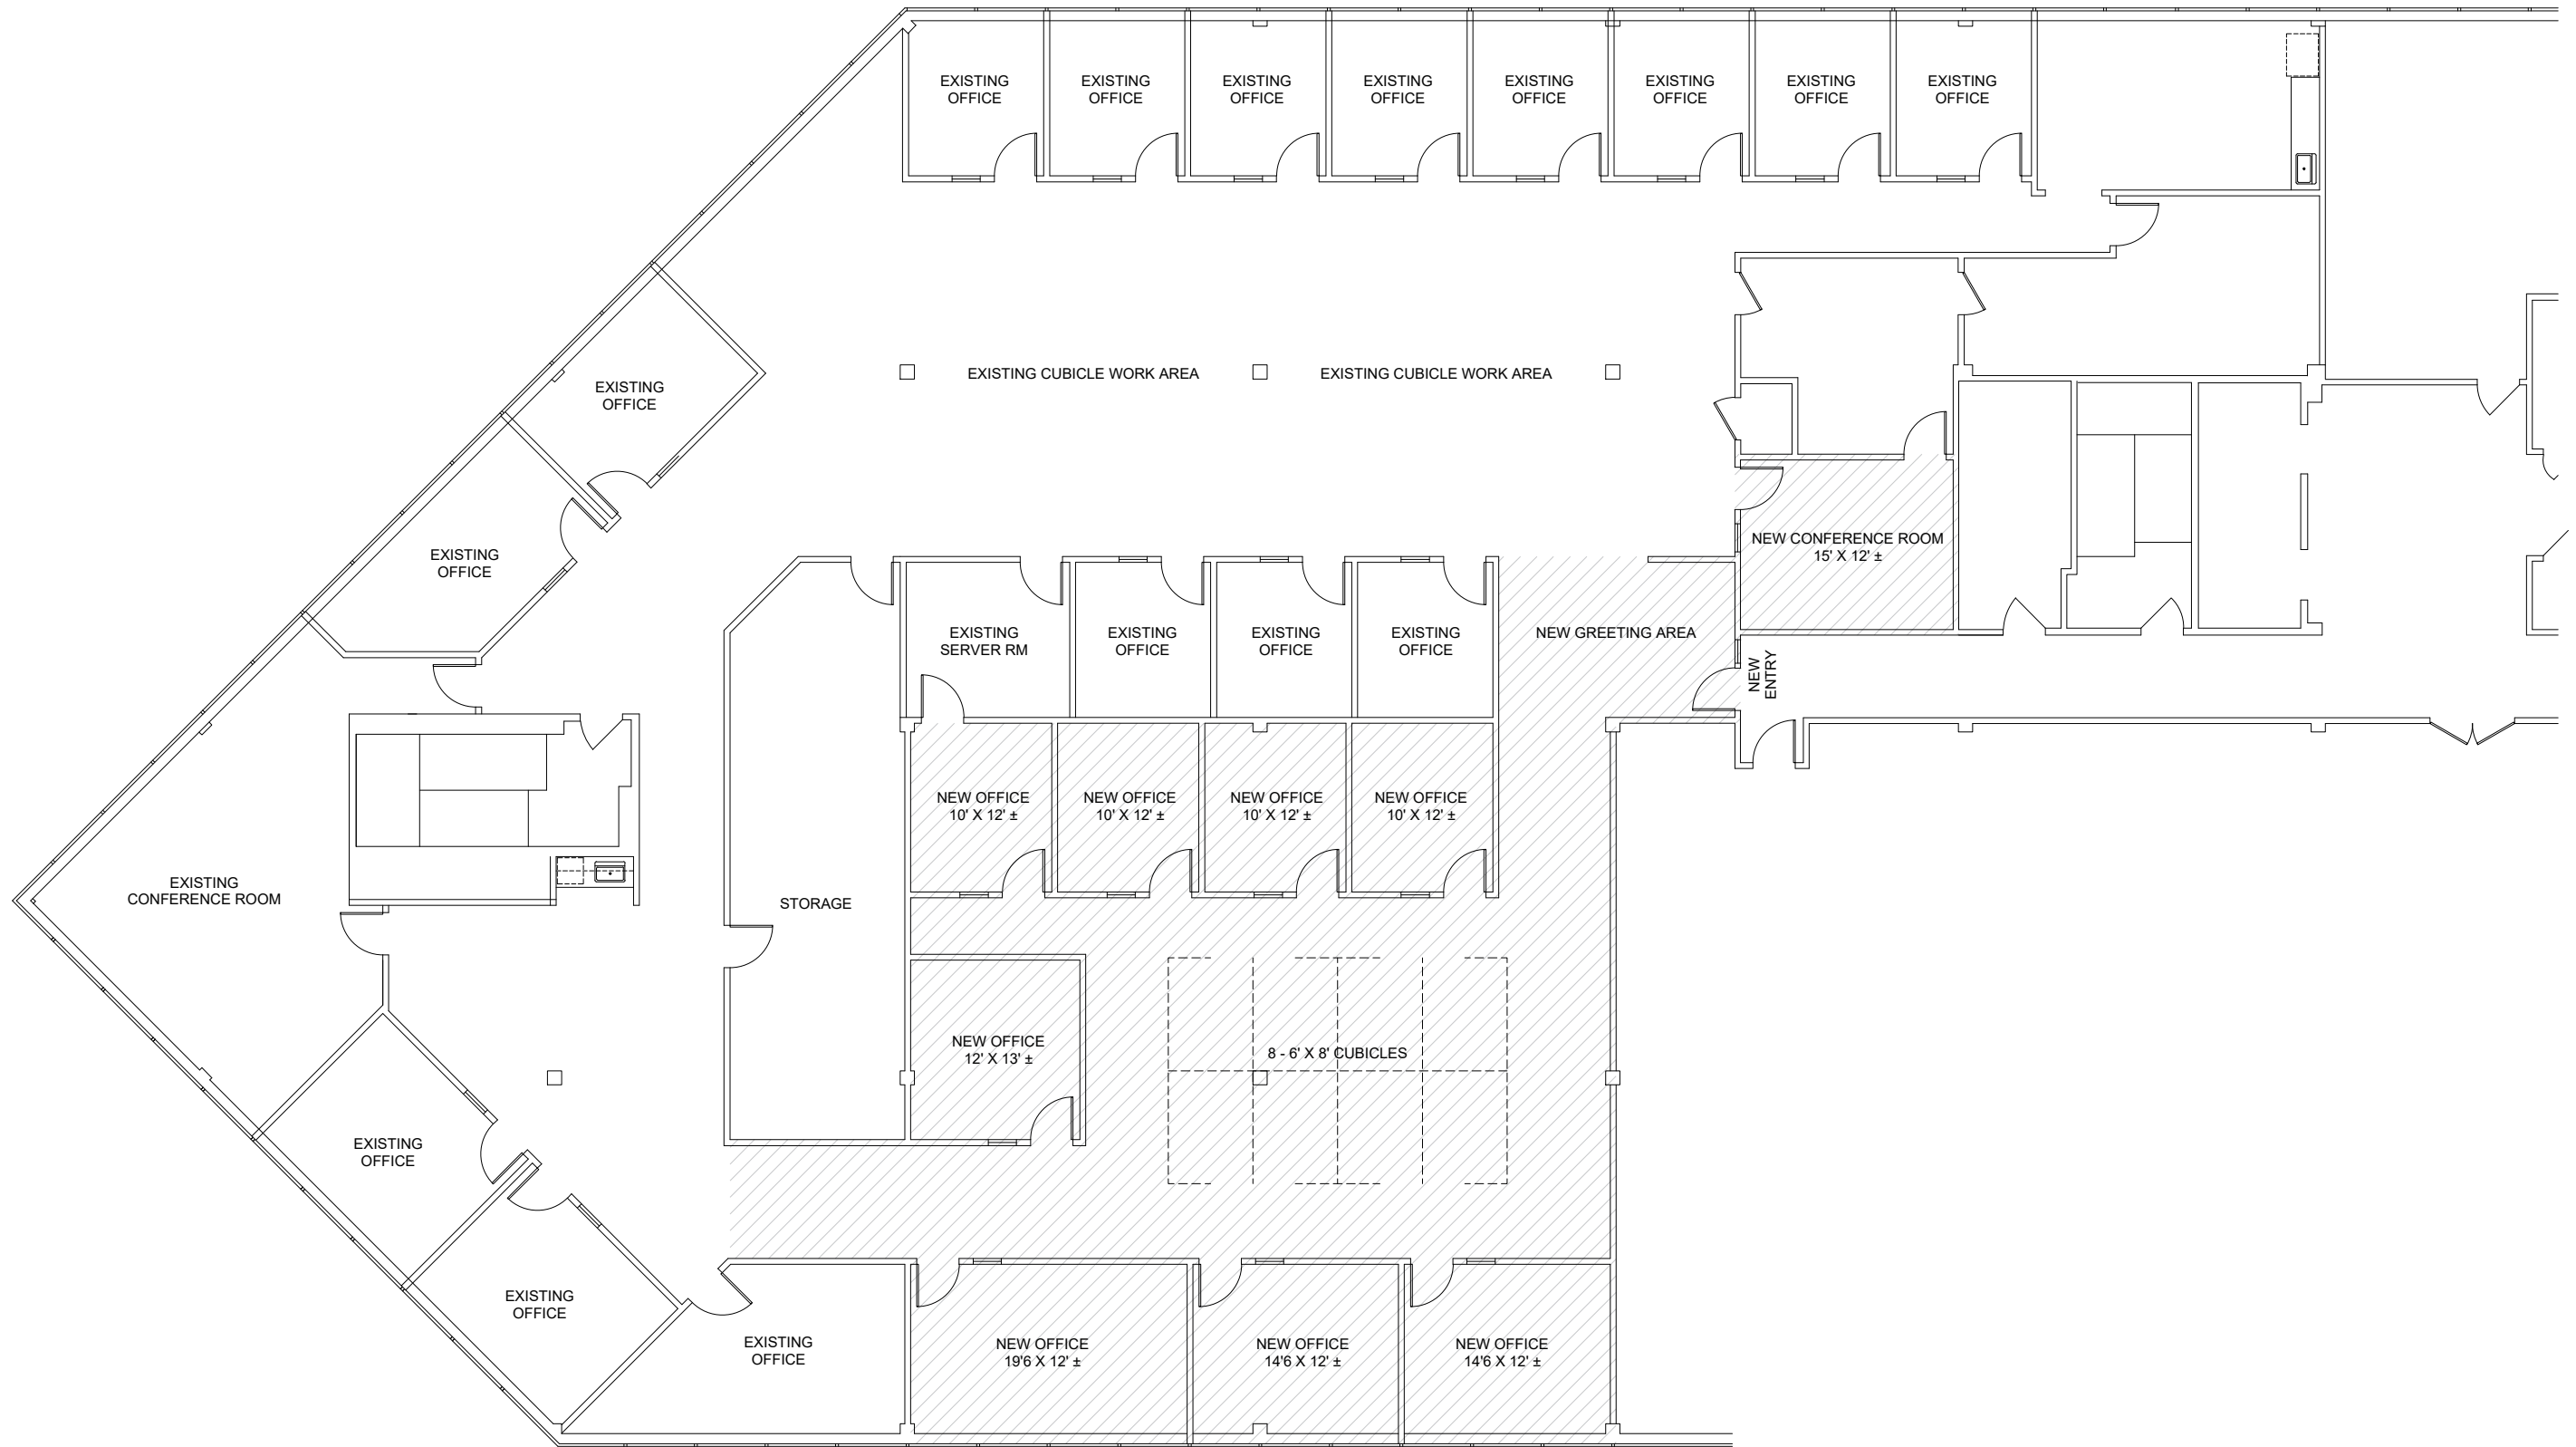 EXISTING
OFFICE
EXISTING
OFFICE
EXISTING
OFFICE
EXISTING
OFFICE
EXISTING
OFFICE
EXISTING
OFFICE
EXISTING
OFFICE
EXISTING
OFFICE
EXISTING
OFFICE
EXISTING CUBICLE WORK AREA
EXISTING CUBICLE WORK AREA
EXISTING
OFFICE
NEW CONFERENCE ROOM
15' X 12' ±
EXISTING
SERVER RM
EXISTING
OFFICE
EXISTING
OFFICE
EXISTING
OFFICE
NEW GREETING AREA
NEW
ENTRY
NEW OFFICE
10' X 12' ±
NEW OFFICE
10' X 12' ±
NEW OFFICE
10' X 12' ±
NEW OFFICE
10' X 12' ±
EXISTING
CONFERENCE ROOM
STORAGE
NEW OFFICE
12' X 13' ±
8 - 6' X 8' CUBICLES
EXISTING
OFFICE
EXISTING
OFFICE
EXISTING
OFFICE
NEW OFFICE
19'6 X 12' ±
NEW OFFICE
14'6 X 12' ±
NEW OFFICE
14'6 X 12' ±